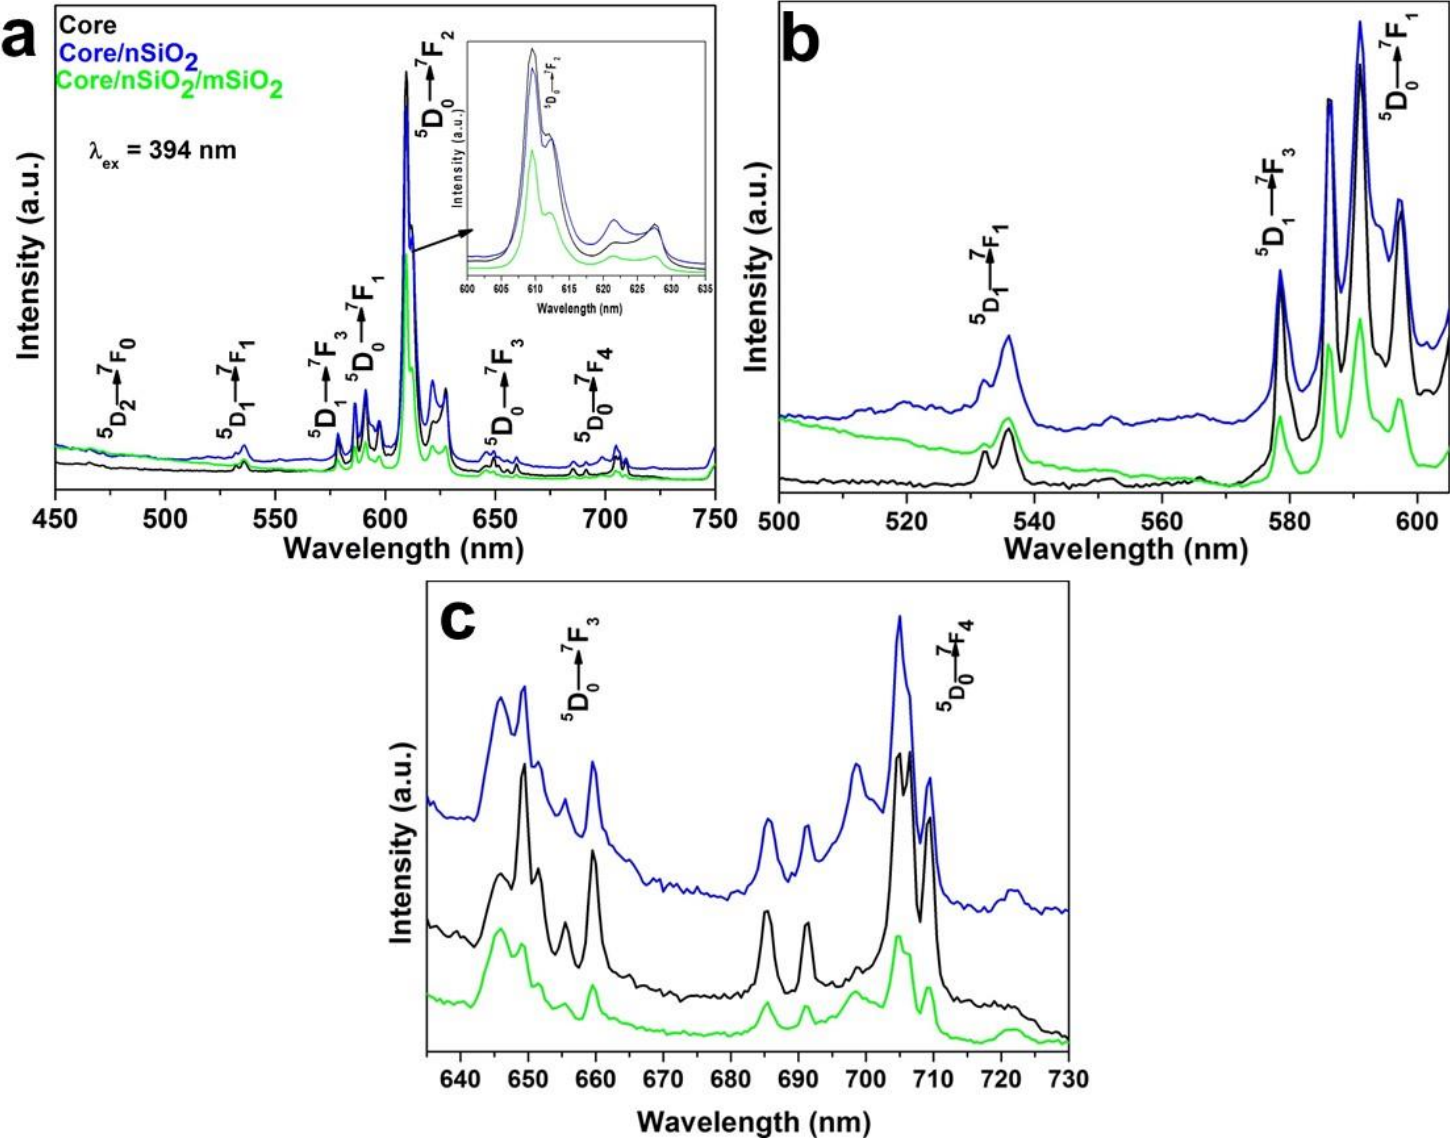 a
Core
Core/nSiO2
Core/nSiO2/mSiO2
λex = 394 nm
5D2→7F0
5D1→7F1
5D1→7F3
5D0→7F1
5D0→7F2
5D0→7F3
5D0→7F4
Intensity (a.u.)
450 500 550 600 650 700 750
Wavelength (nm)
5D0→7F2
Intensity (a.u.)
600 605 610 615 620 625 630 635
Wavelength (nm)
b
5D1→7F1
5D1→7F3
5D0→7F1
Intensity (a.u.)
500 520 540 560 580 600
Wavelength (nm)
c
5D0→7F3
5D0→7F4
Intensity (a.u.)
640 650 660 670 680 690 700 710 720 730
Wavelength (nm)